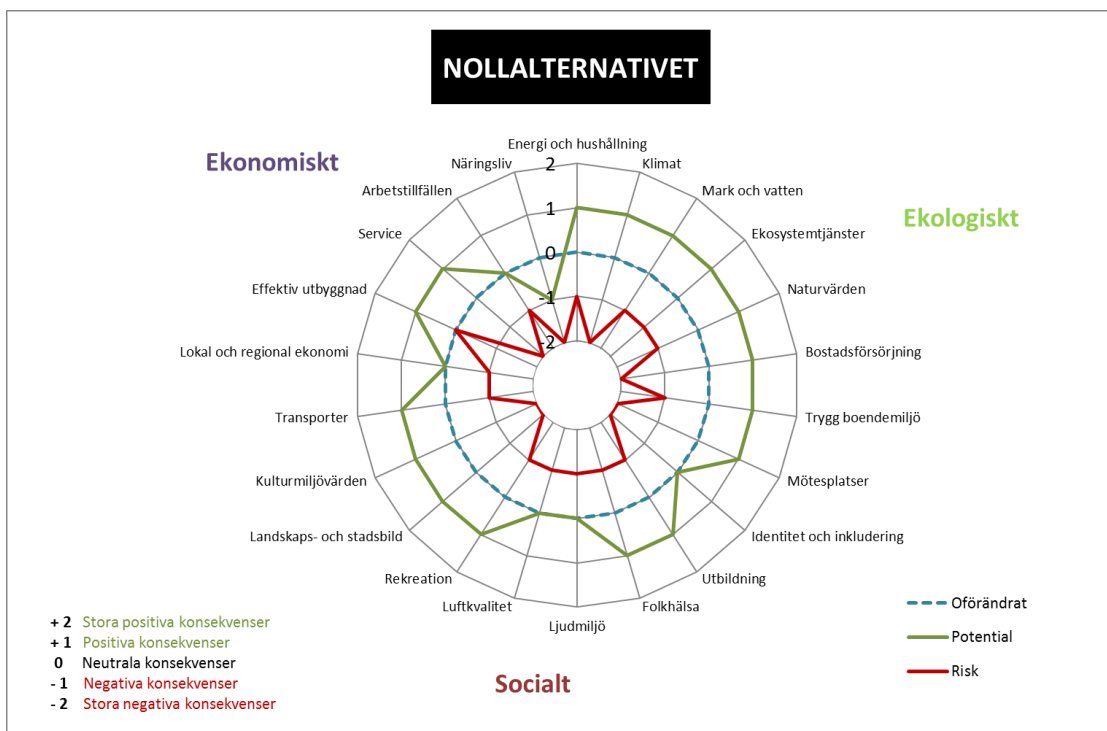 NOLLALTERNATIVET
Ekonomiskt
Ekologiskt
Socialt
Energi och hushållning
Klimat
Mark och vatten
Ekosystemtjänster
Naturvärden
Bostadsförsörjning
Trygg boendemiljö
Mötesplatser
Identitet och inkludering
Utbildning
Folkhälsa
Ljudmiljö
Luftkvalitet
Rekreation
Landskaps- och stadsbild
Kulturmiljövärden
Transporter
Lokal och regional ekonomi
Effektiv utbyggnad
Service
Arbetstillfällen
Näringsliv
2
1
0
-1
-2
+ 2 Stora positiva konsekvenser
+ 1 Positiva konsekvenser
0 Neutrala konsekvenser
- 1 Negativa konsekvenser
- 2 Stora negativa konsekvenser
Oförändrat
Potential
Risk